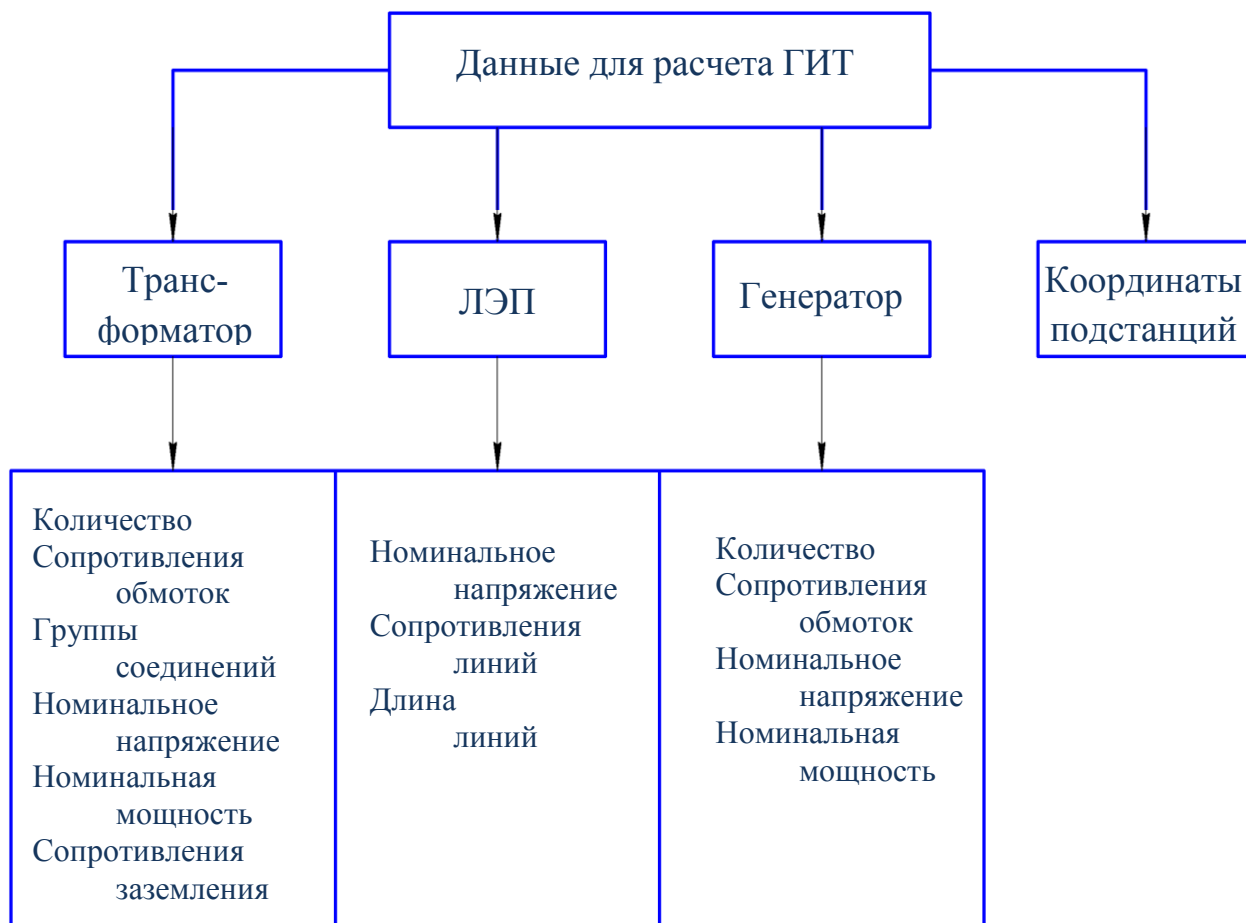 Данные для расчета ГИТ
Транс-
форматор
ЛЭП
Генератор
Координаты
подстанций
Количество
Сопротивления
обмоток
Группы
соединений
Номинальное
напряжение
Номинальная
мощность
Сопротивления
заземления
Номинальное
напряжение
Сопротивления
линий
Длина
линий
Количество
Сопротивления
обмоток
Номинальное
напряжение
Номинальная
мощность